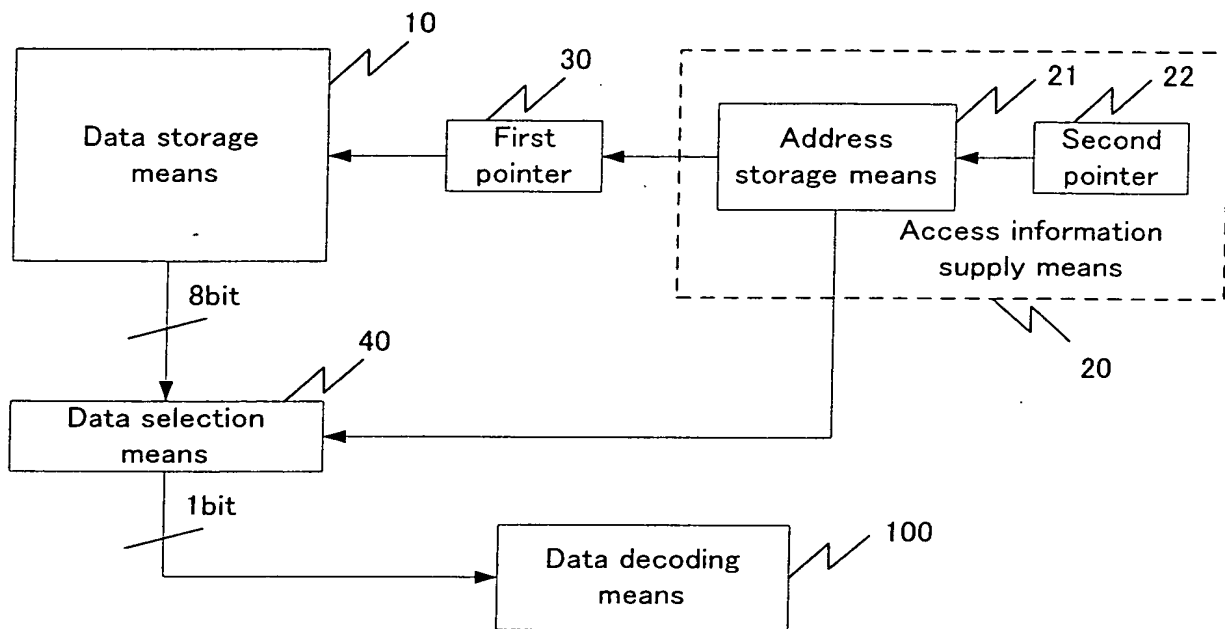 10
30
21
22
Data storage
means
First
pointer
Address
storage means
Second
pointer
Access information
supply means
8bit
40
20
Data selection
means
1bit
100
Data decoding
means